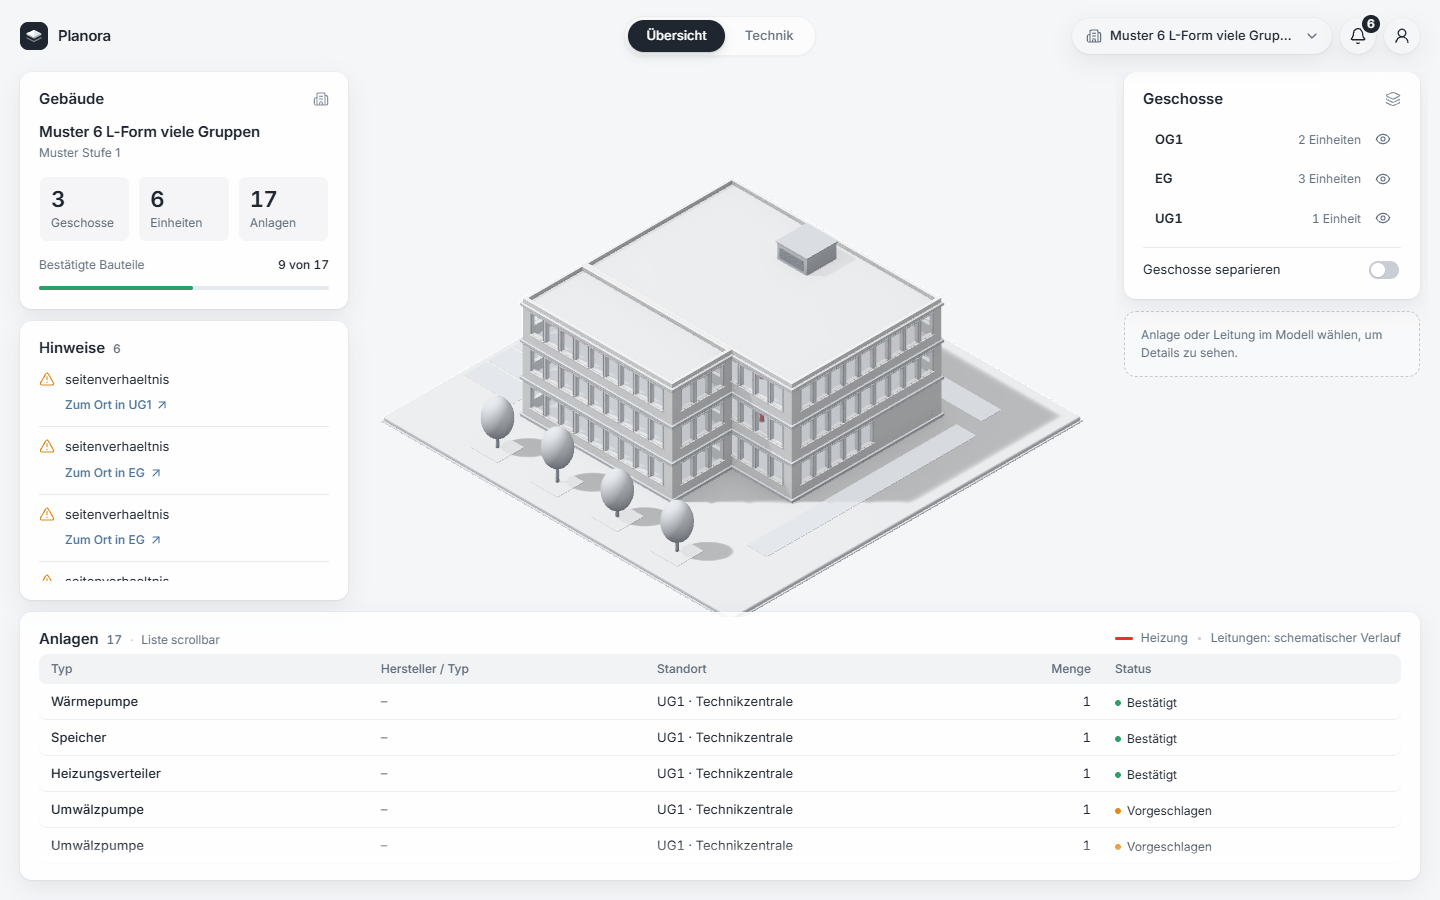 Planora
Übersicht
Technik
Muster 6 L-Form viele Grup...
6
Gebäude
Muster 6 L-Form viele Gruppen
Muster Stufe 1
3
Geschosse
6
Einheiten
17
Anlagen
Bestätigte Bauteile
9 von 17
Hinweise 6
seitenverhaeltnis
Zum Ort in UG1
seitenverhaeltnis
Zum Ort in EG
seitenverhaeltnis
Zum Ort in EG
seitenverhaeltnis
Geschosse
OG1 2 Einheiten
EG 3 Einheiten
UG1 1 Einheit
Geschosse separieren
Anlage oder Leitung im Modell wählen, um
Details zu sehen.
Anlagen 17 · Liste scrollbar
Heizung · Leitungen: schematischer Verlauf
Typ Hersteller / Typ Standort Menge Status
Wärmepumpe – UG1 · Technikzentrale 1 Bestätigt
Speicher – UG1 · Technikzentrale 1 Bestätigt
Heizungsverteiler – UG1 · Technikzentrale 1 Bestätigt
Umwälzpumpe – UG1 · Technikzentrale 1 Vorgeschlagen
Umwälzpumpe – UG1 · Technikzentrale 1 Vorgeschlagen